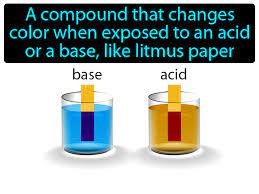 A compound that changes
color when exposed to an acid
or a base, like litmus paper
base acid